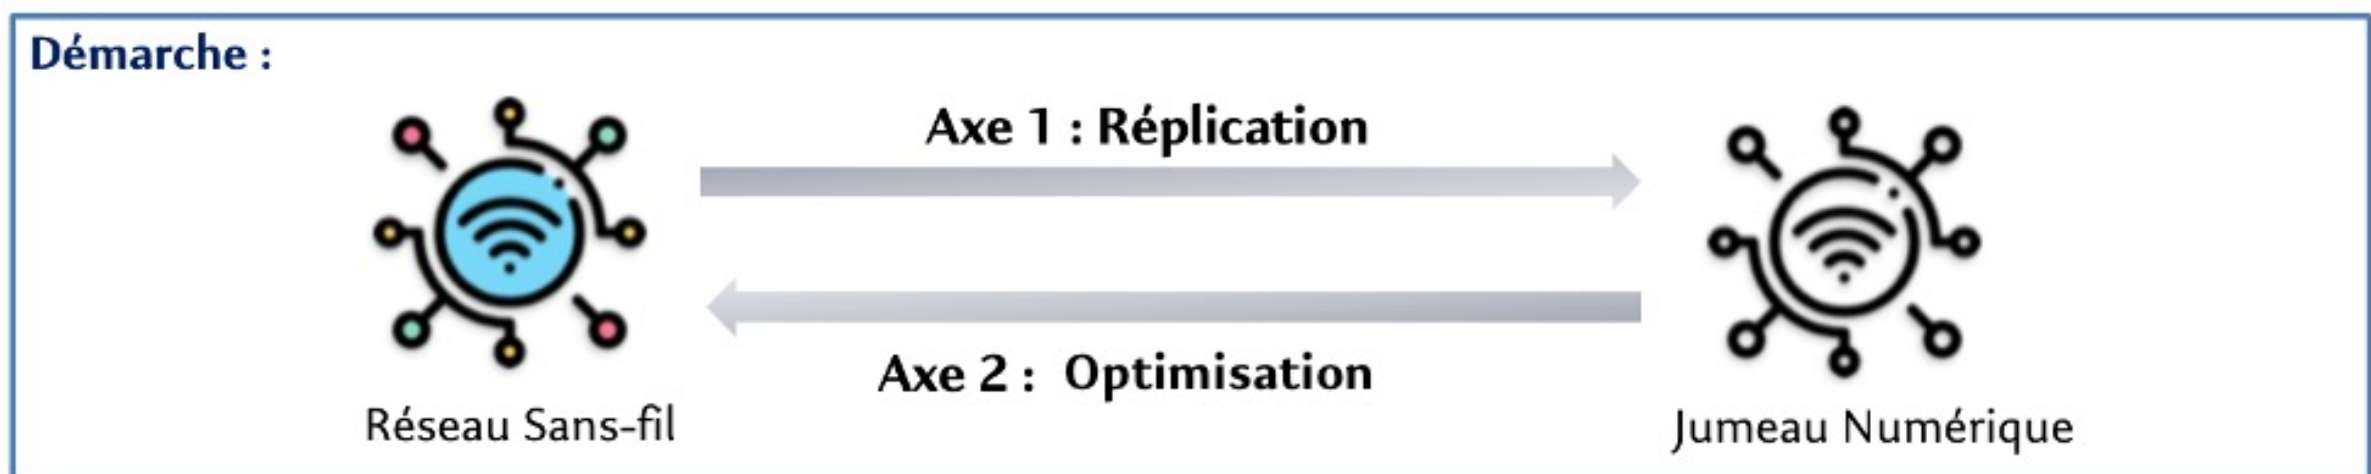 Démarche :
Axe 1 : Réplication
Axe 2 : Optimisation
Réseau Sans-fil
Jumeau Numérique